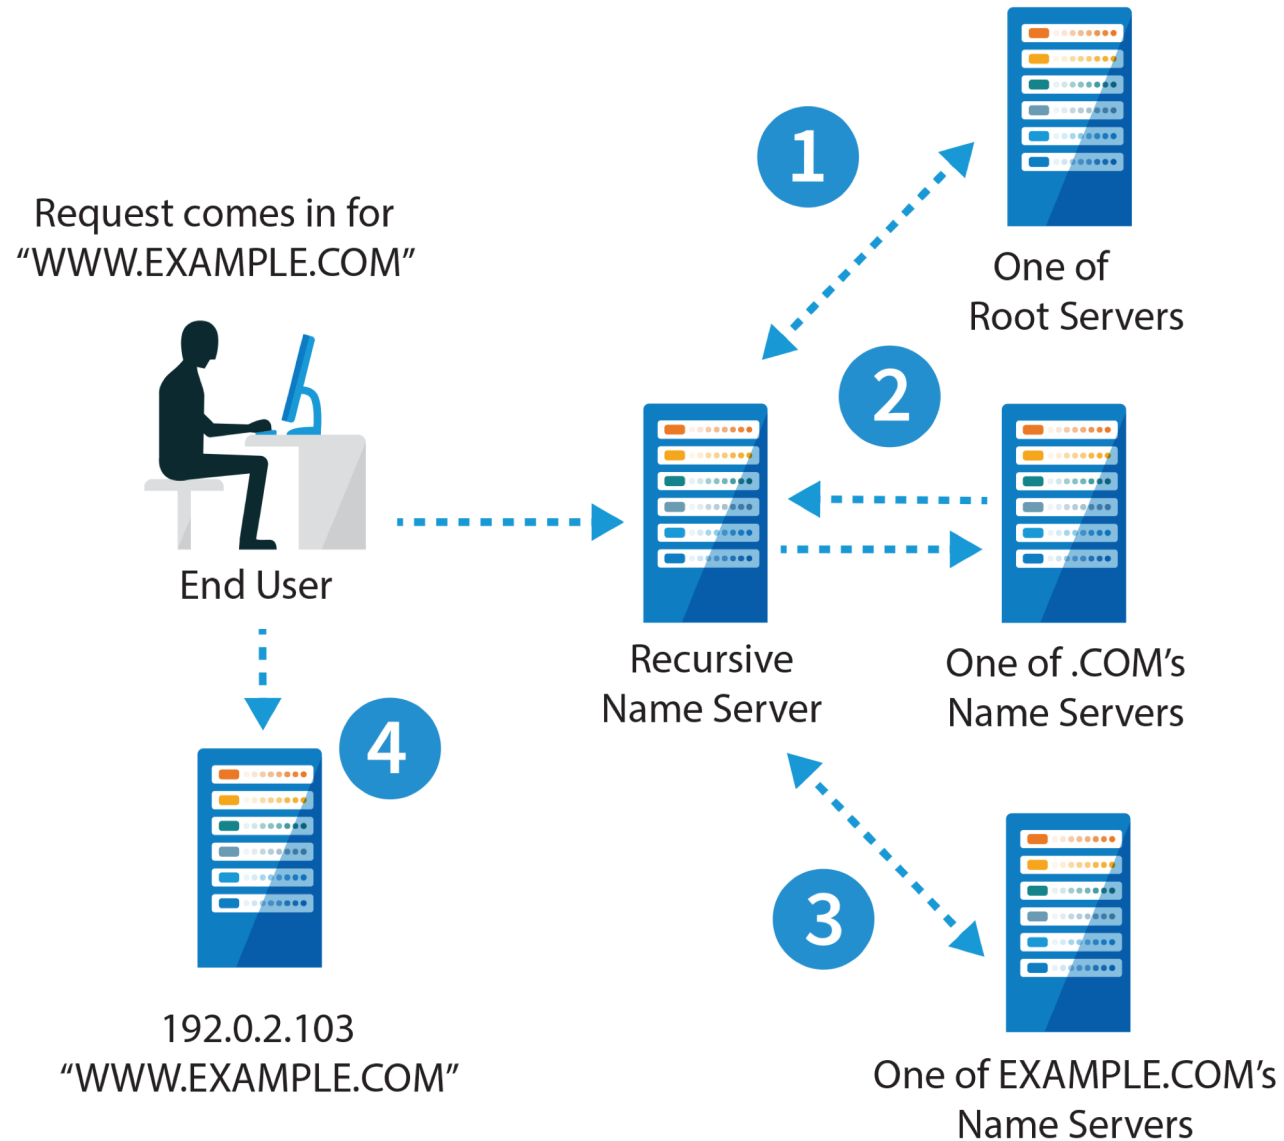 Request comes in for
“WWW.EXAMPLE.COM”
End User
1
One of
Root Servers
2
Recursive
Name Server
One of .COM’s
Name Servers
3
One of EXAMPLE.COM’s
Name Servers
4
192.0.2.103
“WWW.EXAMPLE.COM”